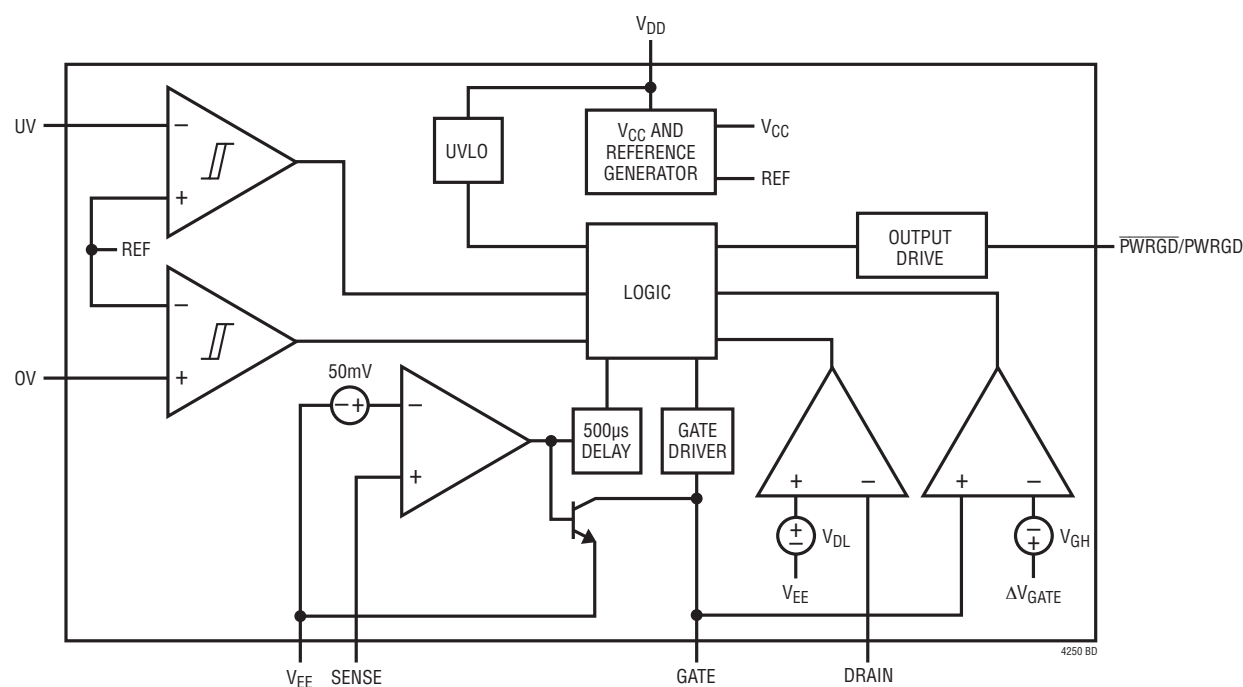 VDD
UV
−
+
REF
−
+
OV
UVLO
VCC AND
REFERENCE
GENERATOR
VCC
REF
LOGIC
OUTPUT
DRIVE
P̅W̅R̅G̅D̅/PWRGD
50mV
− +
−
+
500µs
DELAY
GATE
DRIVER
+
−
+
−
VDL
VEE
+
−
−
+
VGH
ΔVGATE
VEE
SENSE
GATE
DRAIN
4250 BD